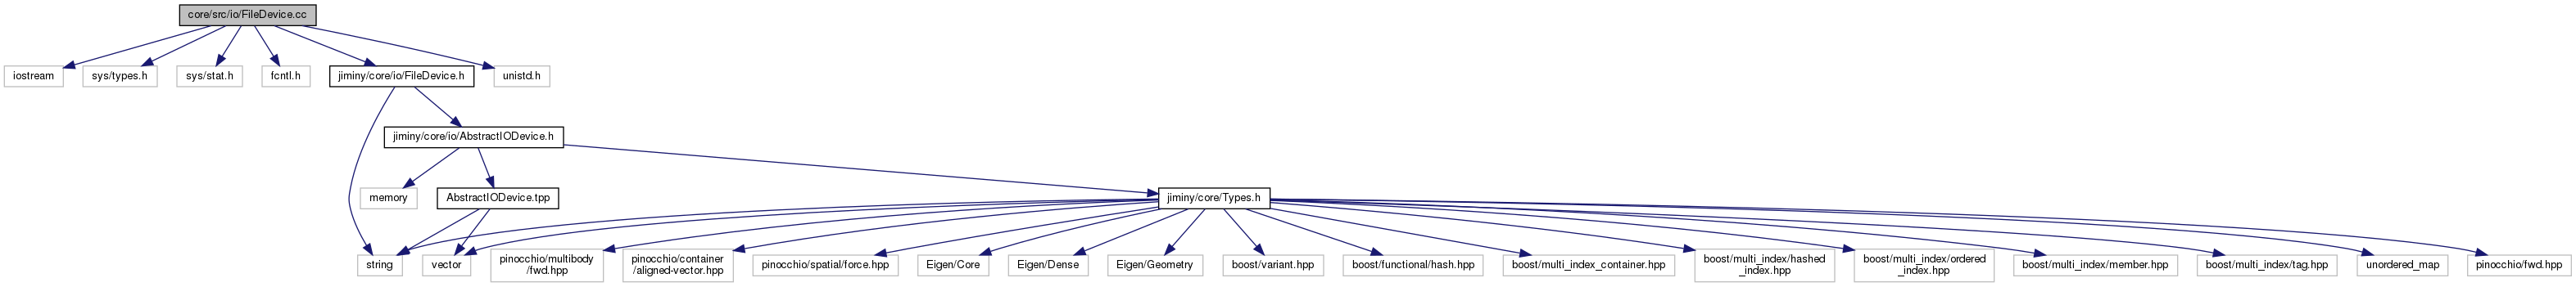 core/src/io/FileDevice.cc
iostream
sys/types.h
sys/stat.h
fcntl.h
jiminy/core/io/FileDevice.h
unistd.h
jiminy/core/io/AbstractIODevice.h
memory
AbstractIODevice.tpp
jiminy/core/Types.h
string
vector
pinocchio/multibody
/fwd.hpp
pinocchio/container
/aligned-vector.hpp
pinocchio/spatial/force.hpp
Eigen/Core
Eigen/Dense
Eigen/Geometry
boost/variant.hpp
boost/functional/hash.hpp
boost/multi_index_container.hpp
boost/multi_index/hashed
_index.hpp
boost/multi_index/ordered
_index.hpp
boost/multi_index/member.hpp
boost/multi_index/tag.hpp
unordered_map
pinocchio/fwd.hpp